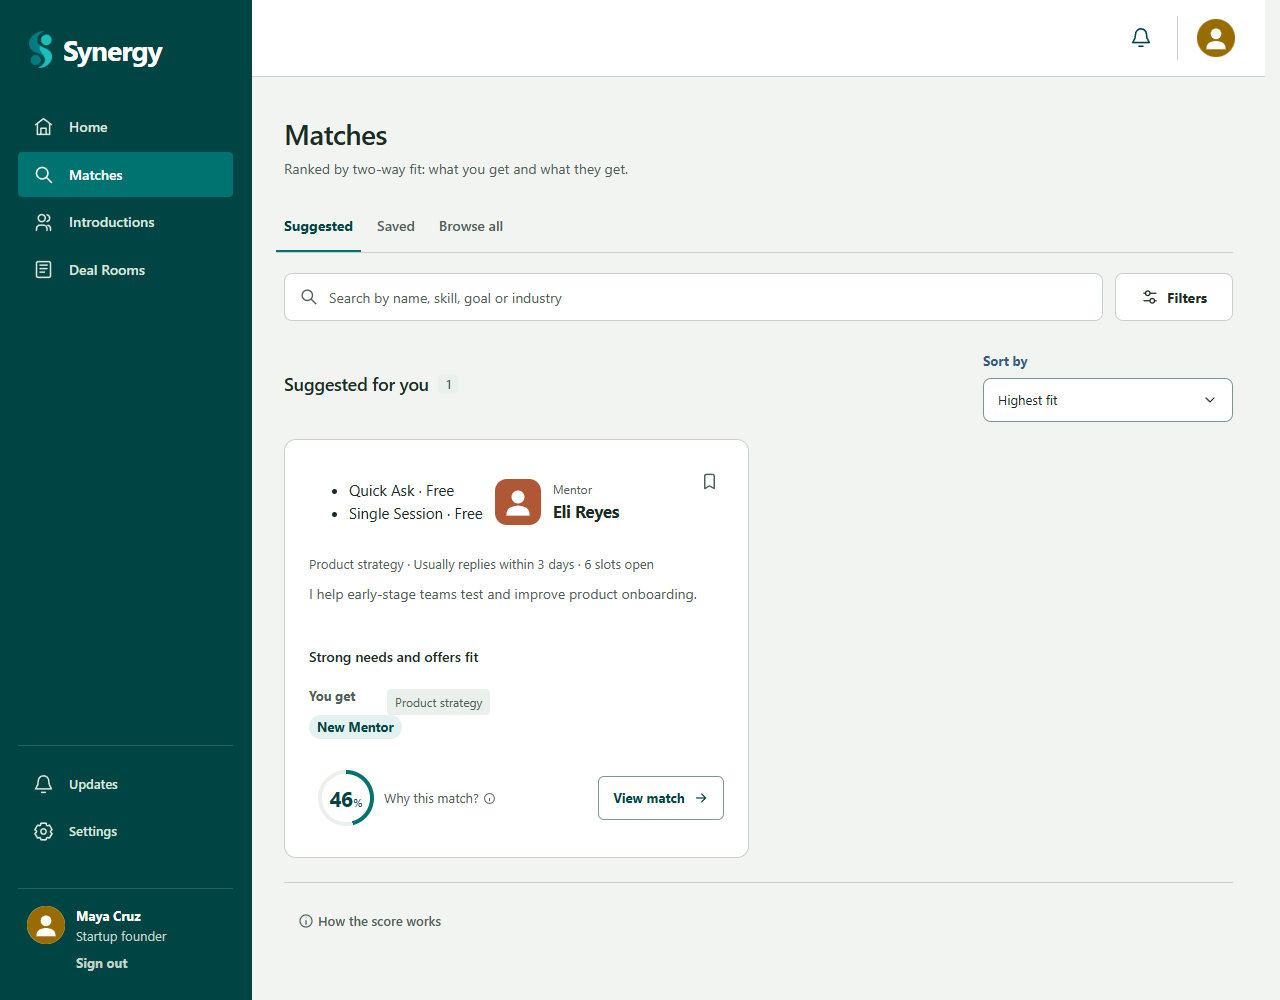 Synergy
Home
Matches
Introductions
Deal Rooms
Updates
Settings
Maya Cruz
Startup founder
Sign out
Matches
Ranked by two-way fit: what you get and what they get.
Suggested
Saved
Browse all
Search by name, skill, goal or industry
Filters
Suggested for you 1
Sort by
Highest fit
Quick Ask · Free
Single Session · Free
Mentor
Eli Reyes
Product strategy · Usually replies within 3 days · 6 slots open
I help early-stage teams test and improve product onboarding.
Strong needs and offers fit
You get
Product strategy
New Mentor
46%
Why this match?
View match
How the score works